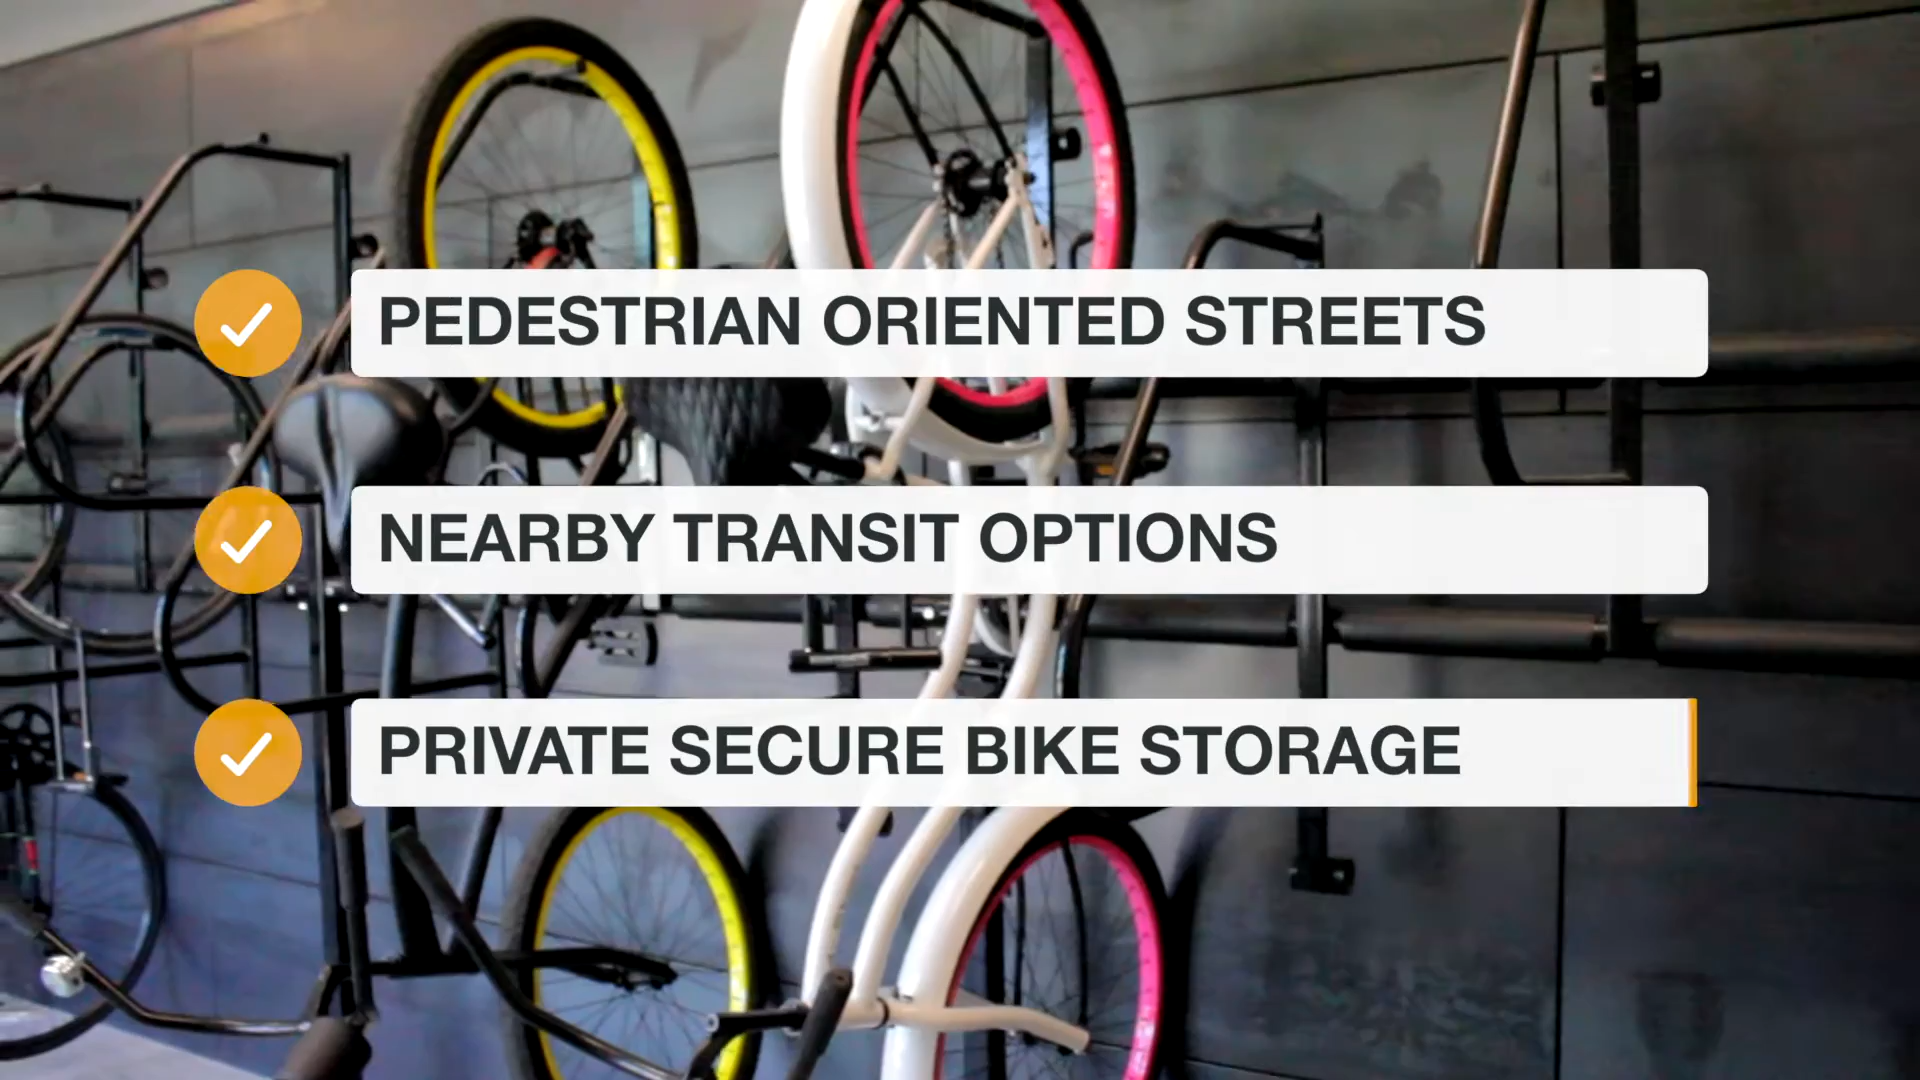 PEDESTRIAN ORIENTED STREETS
NEARBY TRANSIT OPTIONS
PRIVATE SECURE BIKE STORAGE